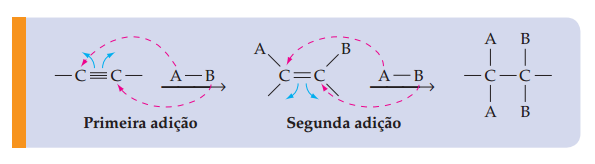 A B
A B
—C≡C— A—B C=C A—B —C—C—
A B
Primeira adição Segunda adição